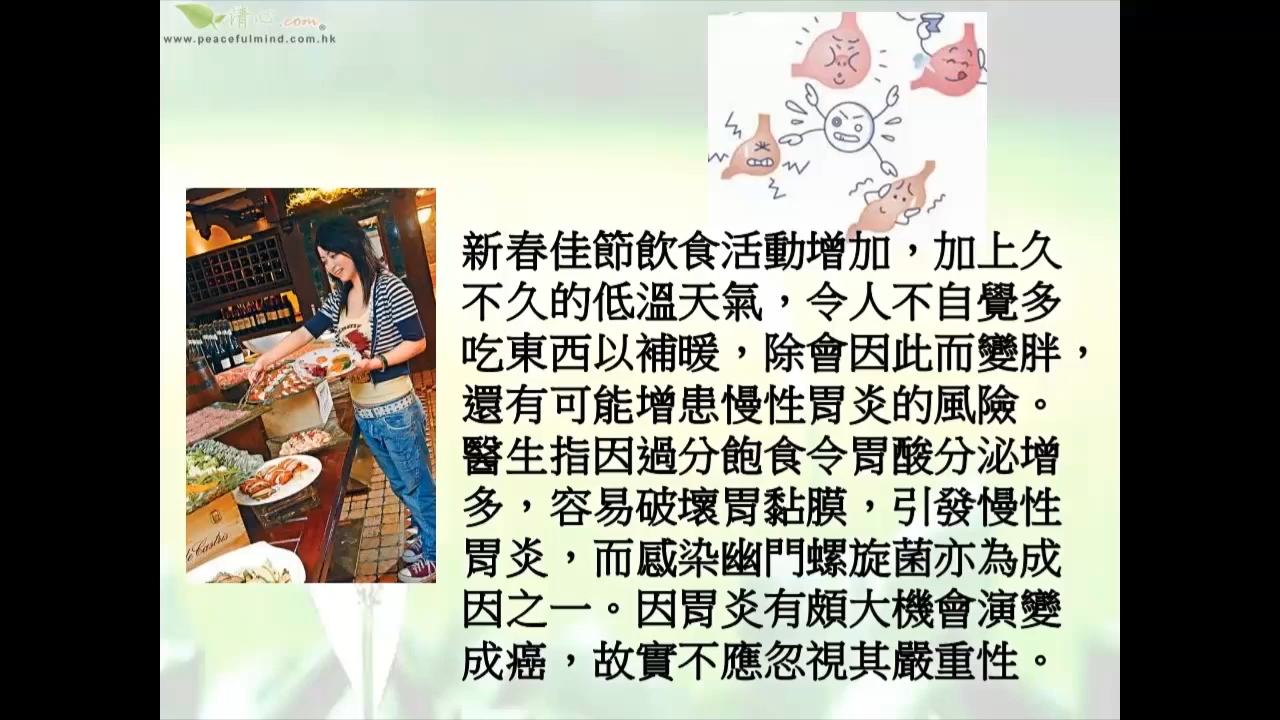 清心.com
www.peacefulmind.com.hk
新春佳節飲食活動增加，加上久
不久的低溫天氣，令人不自覺多
吃東西以補暖，除會因此而變胖，
還有可能增患慢性胃炎的風險。
醫生指因過分飽食令胃酸分泌增
多，容易破壞胃黏膜，引發慢性
胃炎，而感染幽門螺旋菌亦為成
因之一。因胃炎有頗大機會演變
成癌，故實不應忽視其嚴重性。